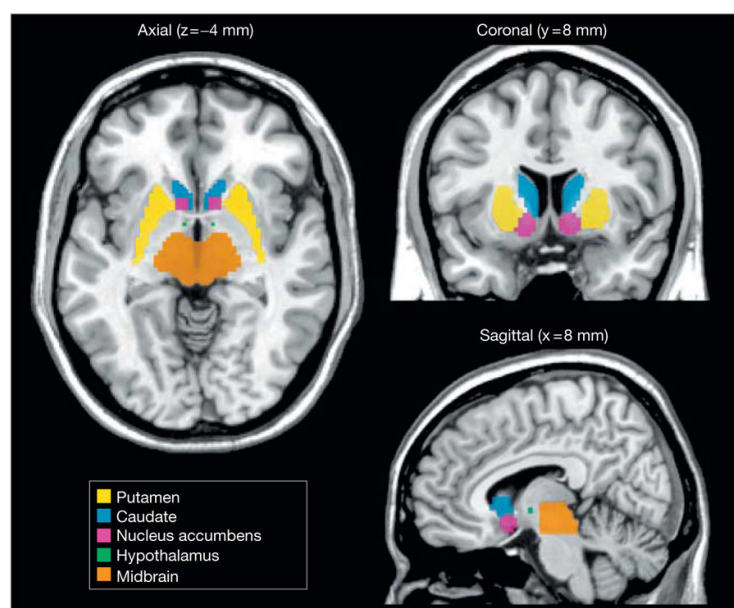 Axial (z=–4 mm)
Coronal (y=8 mm)
Sagittal (x=8 mm)
Putamen
Caudate
Nucleus accumbens
Hypothalamus
Midbrain